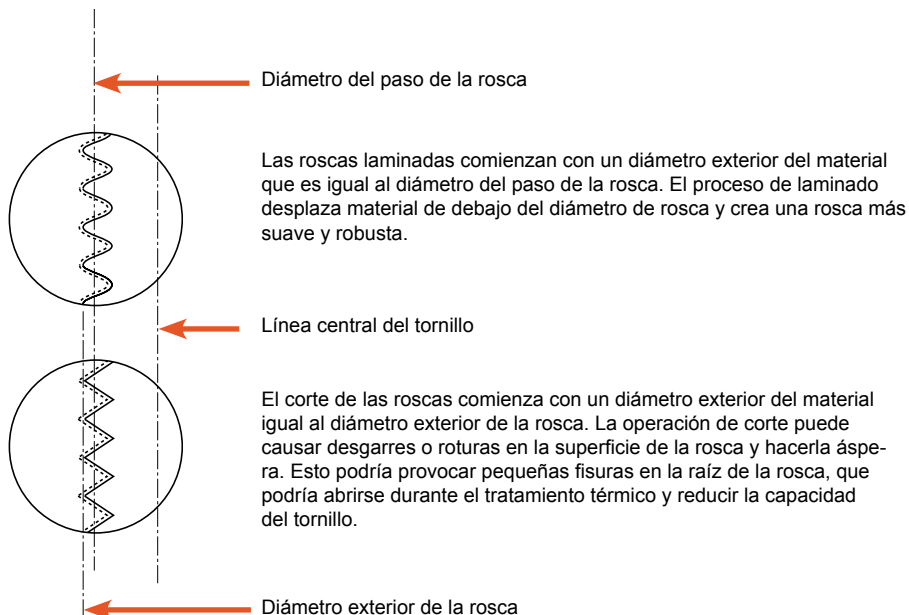 Diámetro del paso de la rosca
Las roscas laminadas comienzan con un diámetro exterior del material
que es igual al diámetro del paso de la rosca. El proceso de laminado
desplaza material de debajo del diámetro de rosca y crea una rosca más
suave y robusta.
Línea central del tornillo
El corte de las roscas comienza con un diámetro exterior del material
igual al diámetro exterior de la rosca. La operación de corte puede
causar desgarres o roturas en la superficie de la rosca y hacerla áspe-
ra. Esto podría provocar pequeñas fisuras en la raíz de la rosca, que
podría abrirse durante el tratamiento térmico y reducir la capacidad
del tornillo.
Diámetro exterior de la rosca